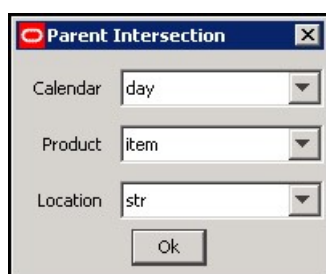 Parent Intersection
Calendar day
Product item
Location str
Ok